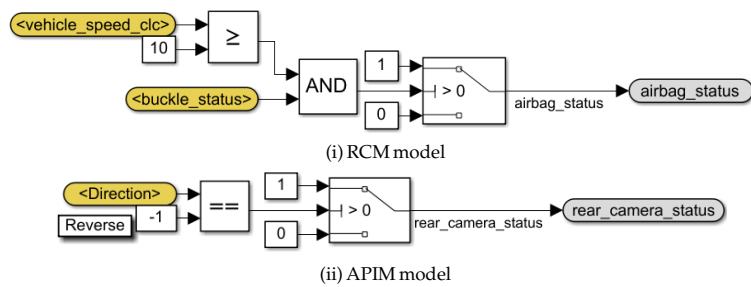 <vehicle_speed_clc>
10
≥
<buckle_status>
AND
1
> 0
0
airbag_status
airbag_status
(i) RCM model
<Direction>
-1
Reverse
==
1
> 0
0
rear_camera_status
rear_camera_status
(ii) APIM model